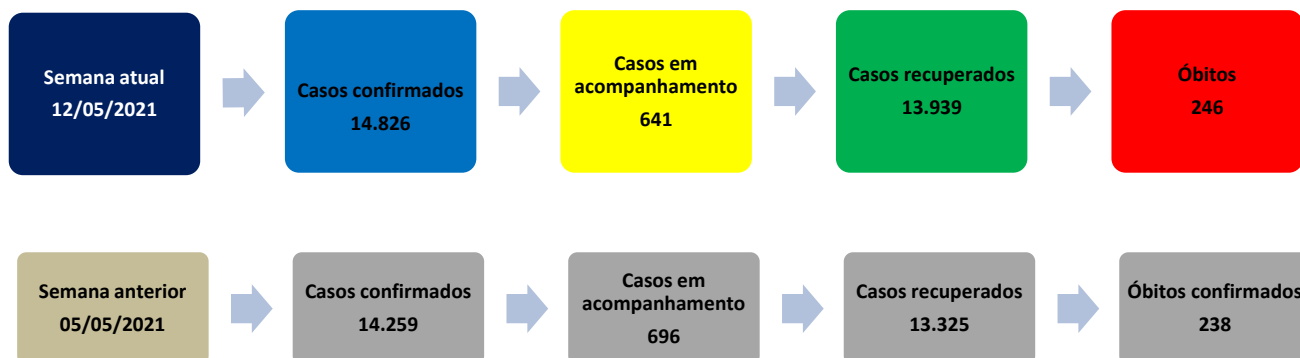 Semana atual
12/05/2021
Casos confirmados
14.826
Casos em
acompanhamento
641
Casos recuperados
13.939
Óbitos
246
Semana anterior
05/05/2021
Casos confirmados
14.259
Casos em
acompanhamento
696
Casos recuperados
13.325
Óbitos confirmados
238